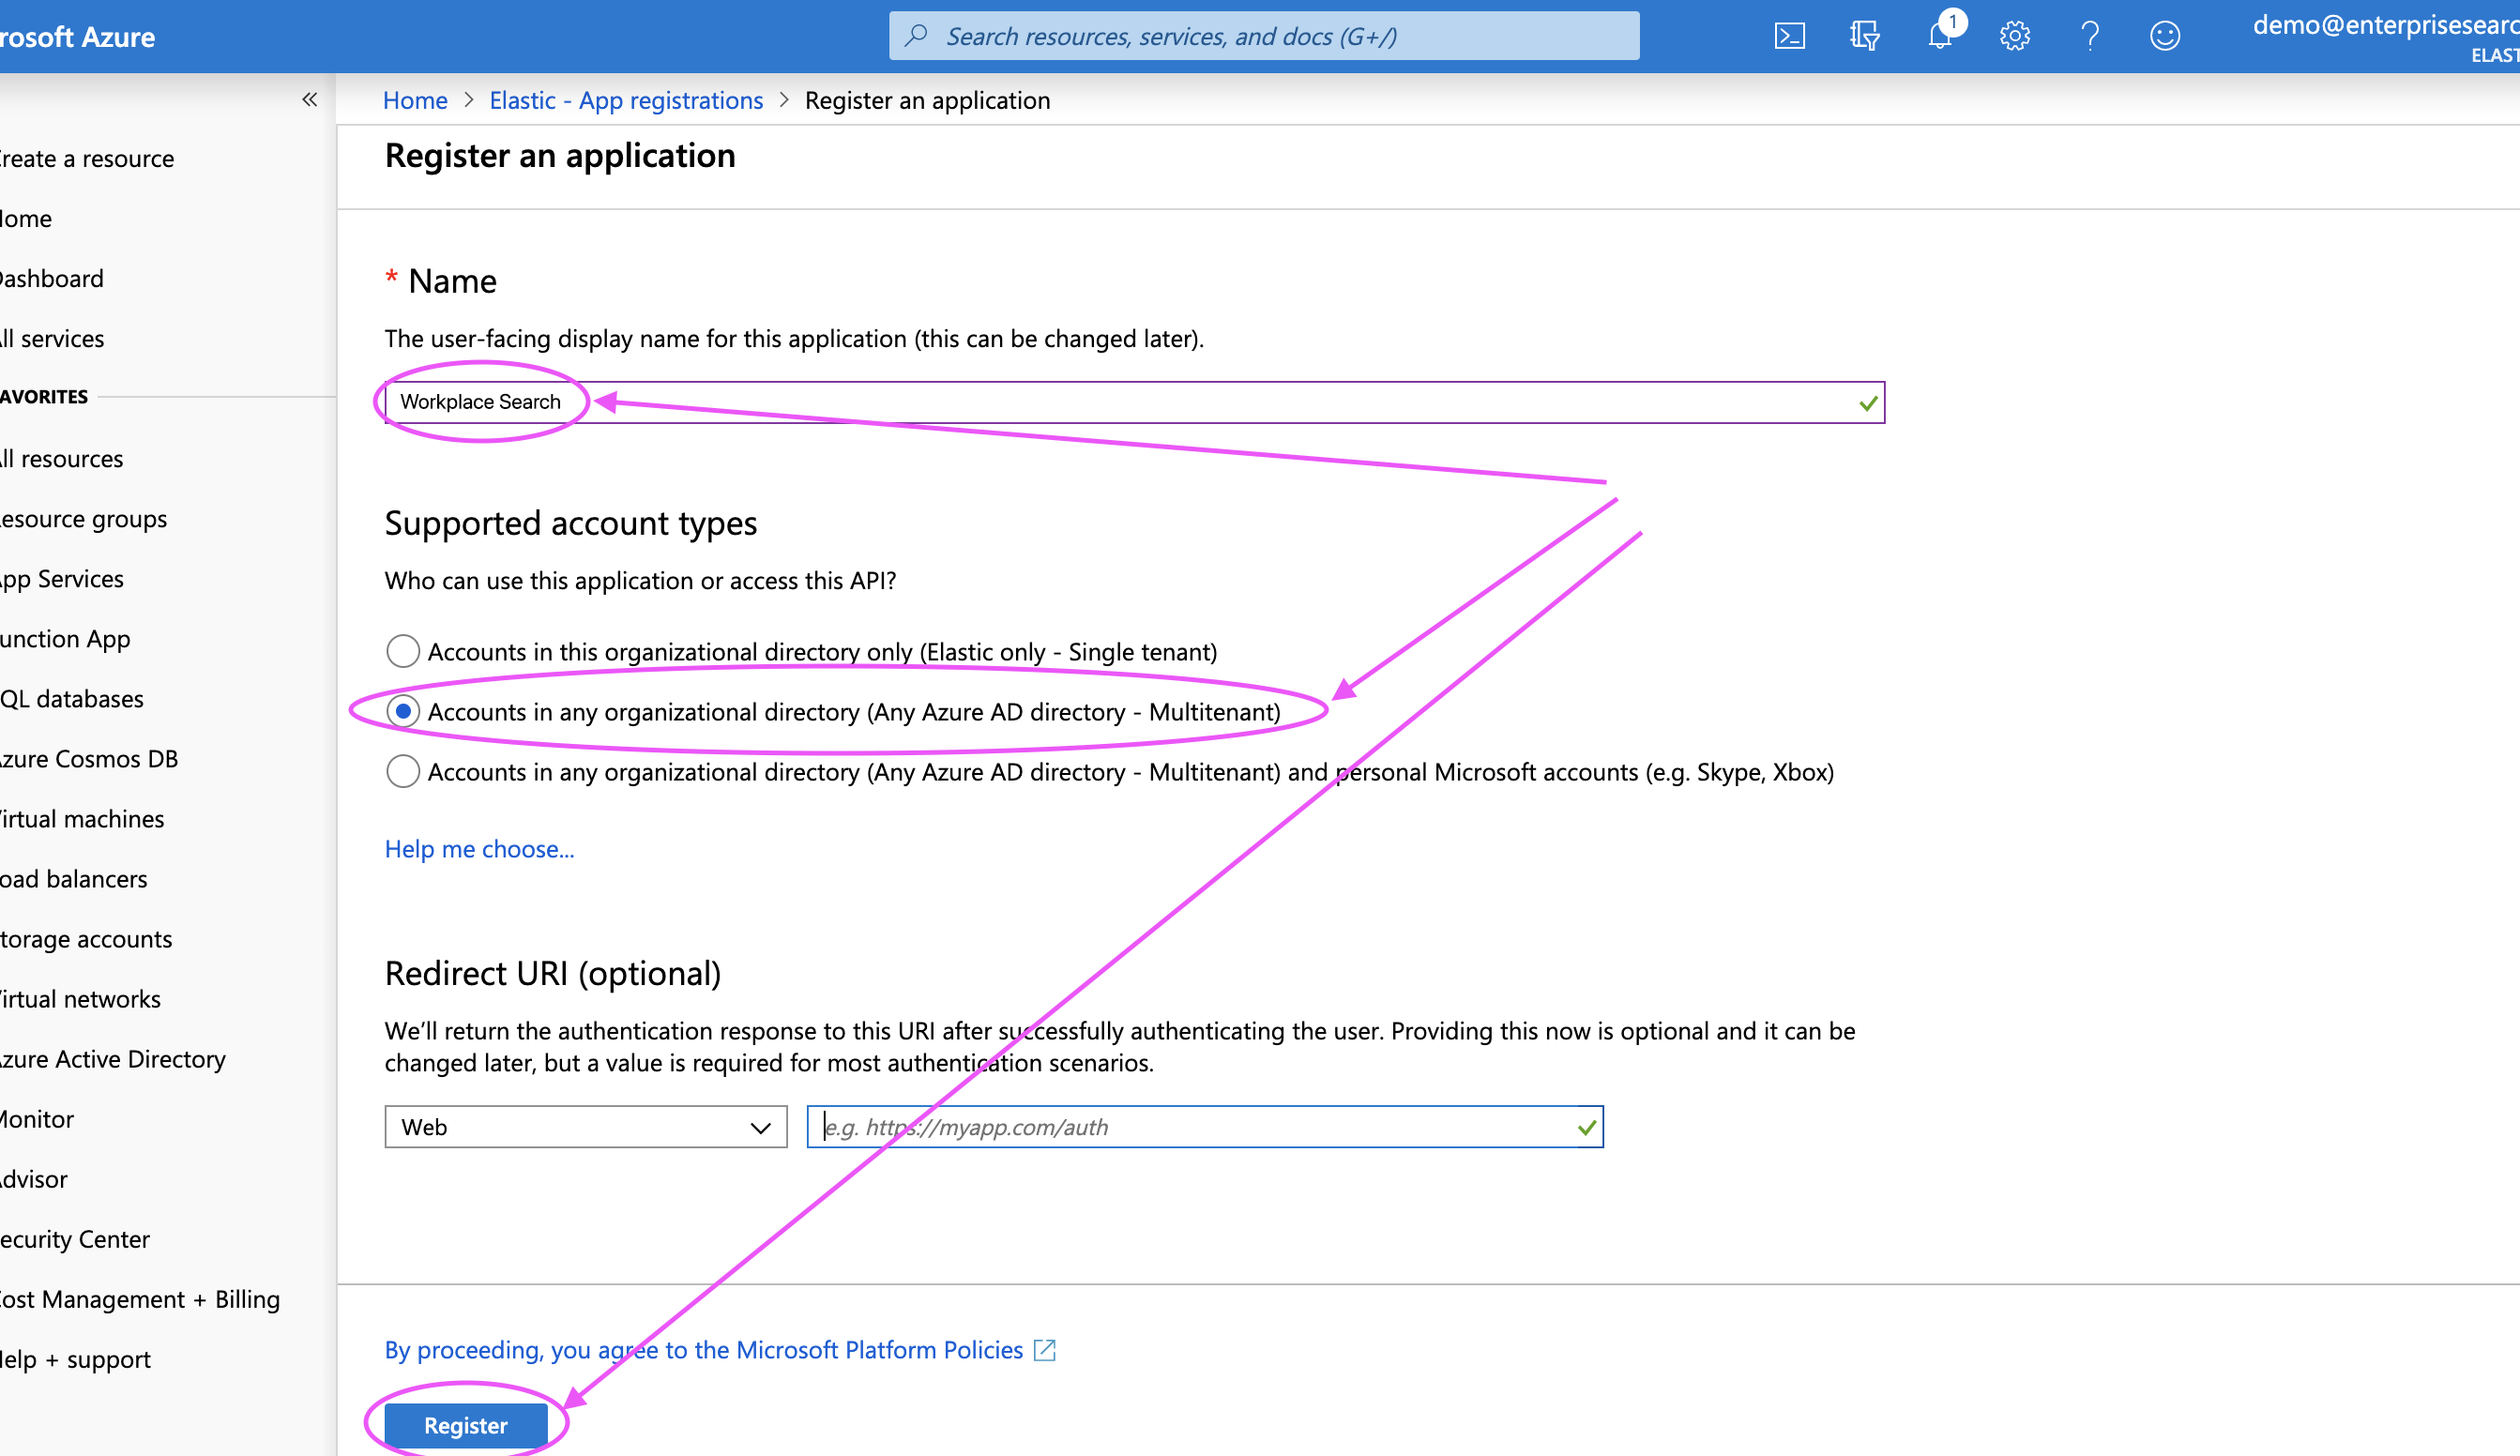 rosoft Azure
Search resources, services, and docs (G+/)
1
demo@enterprisesearc
ELAST
Home > Elastic - App registrations > Register an application
Register an application
reate a resource
ome
ashboard
ll services
AVORITES
ll resources
esource groups
pp Services
unction App
QL databases
zure Cosmos DB
irtual machines
oad balancers
torage accounts
irtual networks
zure Active Directory
onitor
dvisor
ecurity Center
ost Management + Billing
elp + support
* Name
The user-facing display name for this application (this can be changed later).
Workplace Search
Supported account types
Who can use this application or access this API?
Accounts in this organizational directory only (Elastic only - Single tenant)
Accounts in any organizational directory (Any Azure AD directory - Multitenant)
Accounts in any organizational directory (Any Azure AD directory - Multitenant) and personal Microsoft accounts (e.g. Skype, Xbox)
Help me choose...
Redirect URI (optional)
We’ll return the authentication response to this URI after successfully authenticating the user. Providing this now is optional and it can be
changed later, but a value is required for most authentication scenarios.
Web
e.g. https://myapp.com/auth
By proceeding, you agree to the Microsoft Platform Policies
Register